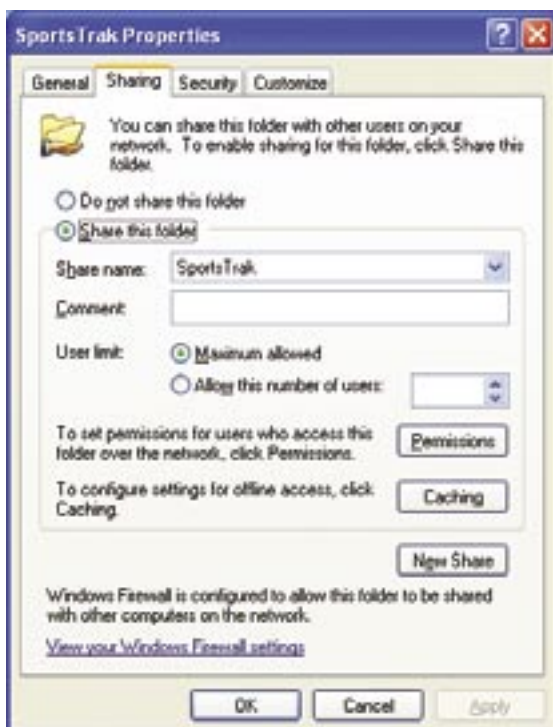 SportsTrak Properties
General Sharing Security Customize
You can share this folder with other users on your
network. To enable sharing for this folder, click Share this
folder.
Do not share this folder
Share this folder
Share name: SportsTrak
Comment:
User limit: Maximum allowed
Allow this number of users:
To set permissions for users who access this
folder over the network, click Permissions.
Permissions
To configure settings for offline access, click
Caching.
Caching
New Share
Windows Firewall is configured to allow this folder to be shared
with other computers on the network.
View your Windows Firewall settings
OK Cancel Apply